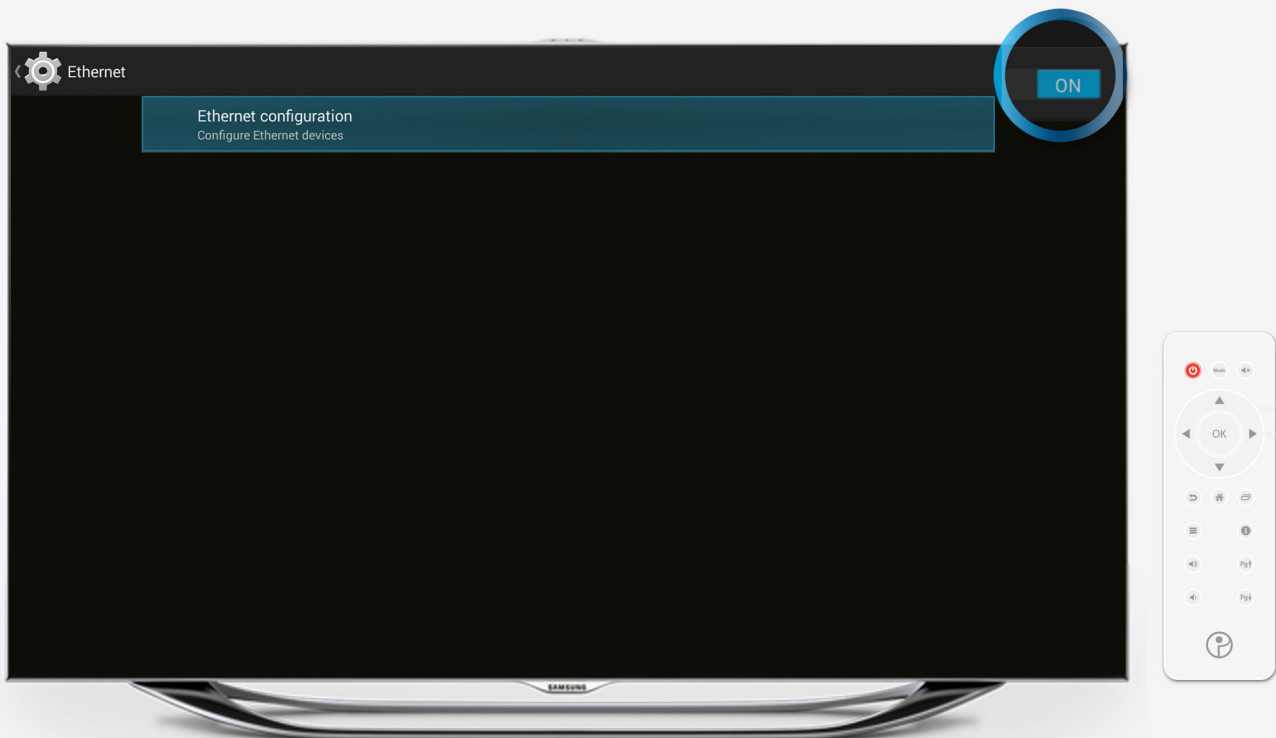 Ethernet
ON
Ethernet configuration
Configure Ethernet devices
Mode
OK
Pg
Pg
SAMSUNG